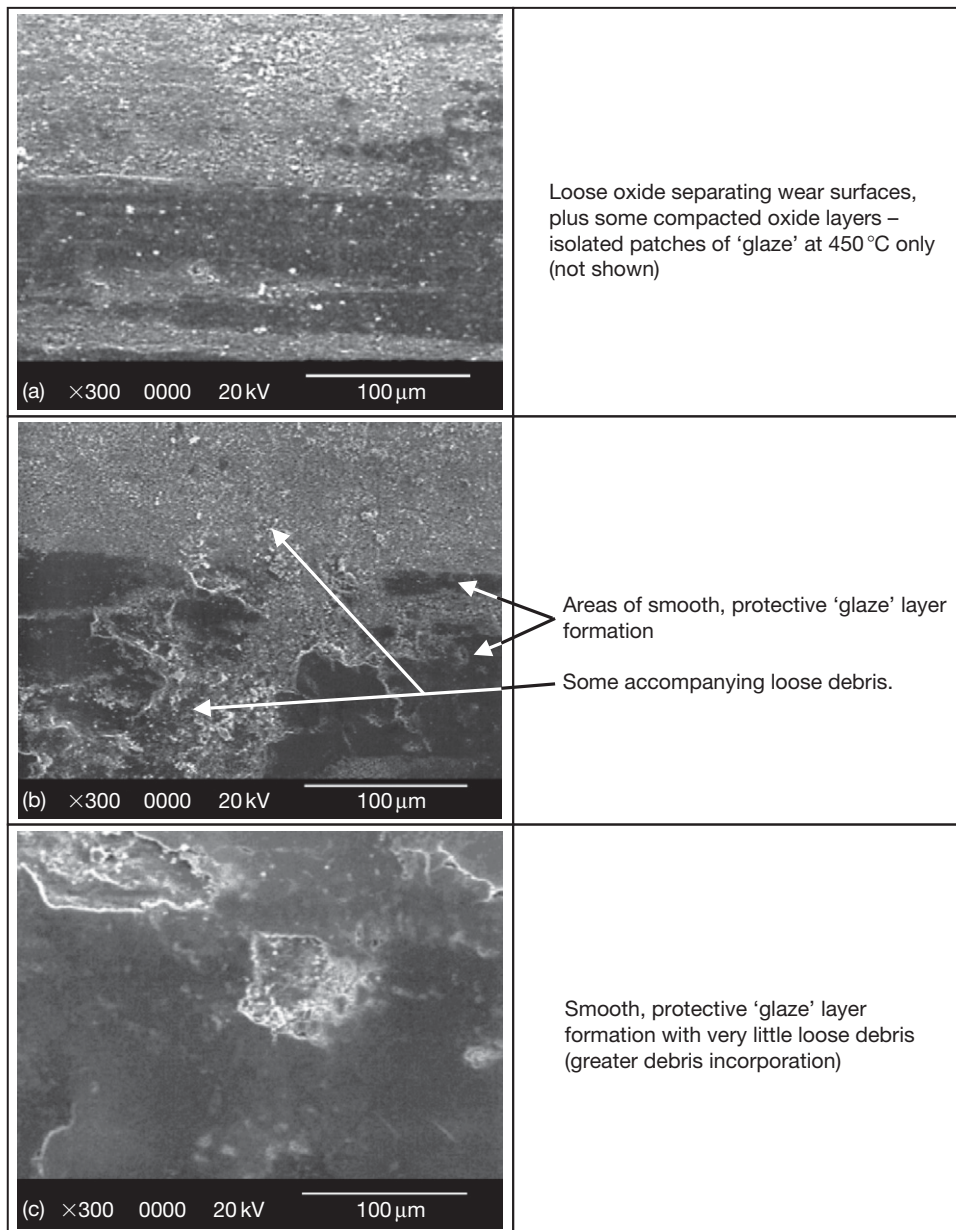 Loose oxide separating wear surfaces,
plus some compacted oxide layers –
isolated patches of ‘glaze’ at 450 °C only
(not shown)
(a) ×300 0000 20 kV 100 µm
Areas of smooth, protective ‘glaze’ layer
formation
Some accompanying loose debris.
(b) ×300 0000 20 kV 100 µm
Smooth, protective ‘glaze’ layer
formation with very little loose debris
(greater debris incorporation)
(c) ×300 0000 20 kV 100 µm